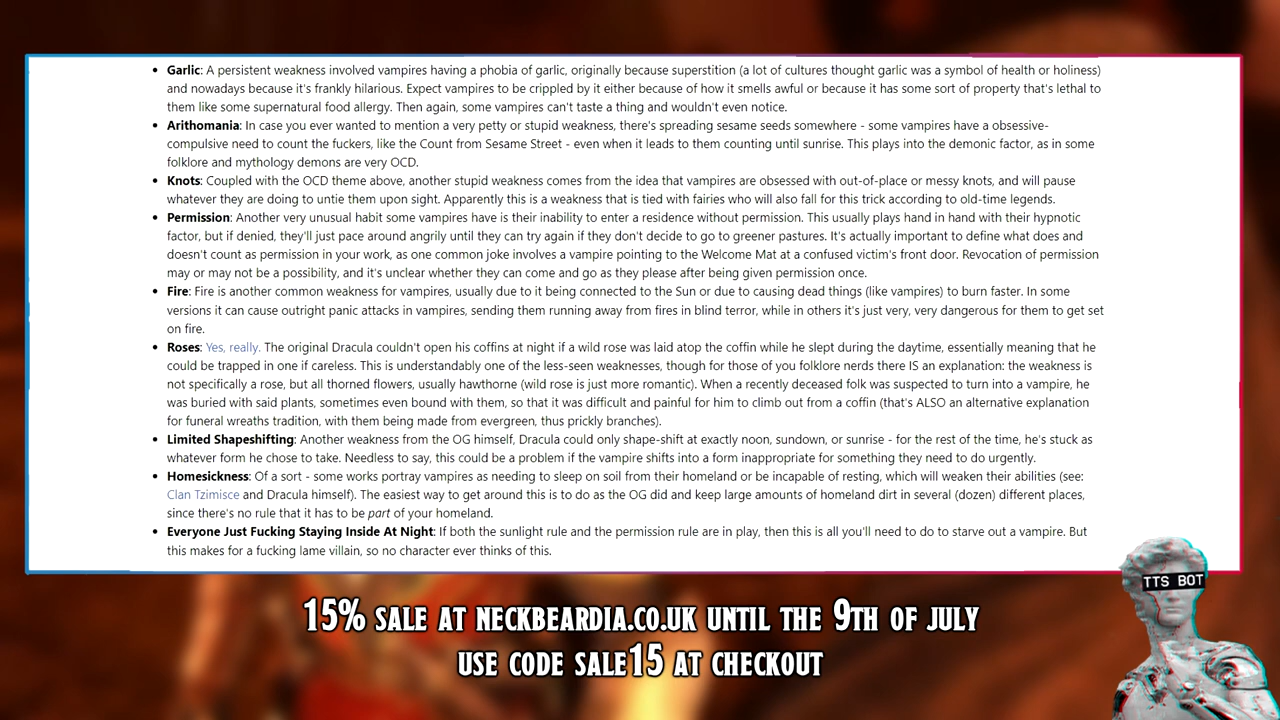 • Garlic: A persistent weakness involved vampires having a phobia of garlic, originally because superstition (a lot of cultures thought garlic was a symbol of health or holiness)
and nowadays because it's frankly hilarious. Expect vampires to be crippled by it either because of how it smells awful or because it has some sort of property that's lethal to
them like some supernatural food allergy. Then again, some vampires can't taste a thing and wouldn't even notice.
• Arithomania: In case you ever wanted to mention a very petty or stupid weakness, there's spreading sesame seeds somewhere - some vampires have a obsessive-
compulsive need to count the fuckers, like the Count from Sesame Street - even when it leads to them counting until sunrise. This plays into the demonic factor, as in some
folklore and mythology demons are very OCD.
• Knots: Coupled with the OCD theme above, another stupid weakness comes from the idea that vampires are obsessed with out-of-place or messy knots, and will pause
whatever they are doing to untie them upon sight. Apparently this is a weakness that is tied with fairies who will also fall for this trick according to old-time legends.
• Permission: Another very unusual habit some vampires have is their inability to enter a residence without permission. This usually plays hand in hand with their hypnotic
factor, but if denied, they'll just pace around angrily until they can try again if they don't decide to go to greener pastures. It's actually important to define what does and
doesn't count as permission in your work, as one common joke involves a vampire pointing to the Welcome Mat at a confused victim's front door. Revocation of permission
may or may not be a possibility, and it's unclear whether they can come and go as they please after being given permission once.
• Fire: Fire is another common weakness for vampires, usually due to it being connected to the Sun or due to causing dead things (like vampires) to burn faster. In some
versions it can cause outright panic attacks in vampires, sending them running away from fires in blind terror, while in others it's just very, very dangerous for them to get set
on fire.
• Roses: Yes, really. The original Dracula couldn't open his coffins at night if a wild rose was laid atop the coffin while he slept during the daytime, essentially meaning that he
could be trapped in one if careless. This is understandably one of the less-seen weaknesses, though for those of you folklore nerds there IS an explanation: the weakness is
not specifically a rose, but all thorned flowers, usually hawthorne (wild rose is just more romantic). When a recently deceased folk was suspected to turn into a vampire, he
was buried with said plants, sometimes even bound with them, so that it was difficult and painful for him to climb out from a coffin (that's ALSO an alternative explanation
for funeral wreaths tradition, with them being made from evergreen, thus prickly branches).
• Limited Shapeshifting: Another weakness from the OG himself, Dracula could only shape-shift at exactly noon, sundown, or sunrise - for the rest of the time, he's stuck as
whatever form he chose to take. Needless to say, this could be a problem if the vampire shifts into a form inappropriate for something they need to do urgently.
• Homesickness: Of a sort - some works portray vampires as needing to sleep on soil from their homeland or be incapable of resting, which will weaken their abilities (see:
Clan Tzimisce and Dracula himself). The easiest way to get around this is to do as the OG did and keep large amounts of homeland dirt in several (dozen) different places,
since there's no rule that it has to be part of your homeland.
• Everyone Just Fucking Staying Inside At Night: If both the sunlight rule and the permission rule are in play, then this is all you'll need to do to starve out a vampire. But
this makes for a fucking lame villain, so no character ever thinks of this.
TTS BOT
15% SALE AT NECKBEARDIA.CO.UK UNTIL THE 9TH OF JULY
USE CODE SALE15 AT CHECKOUT